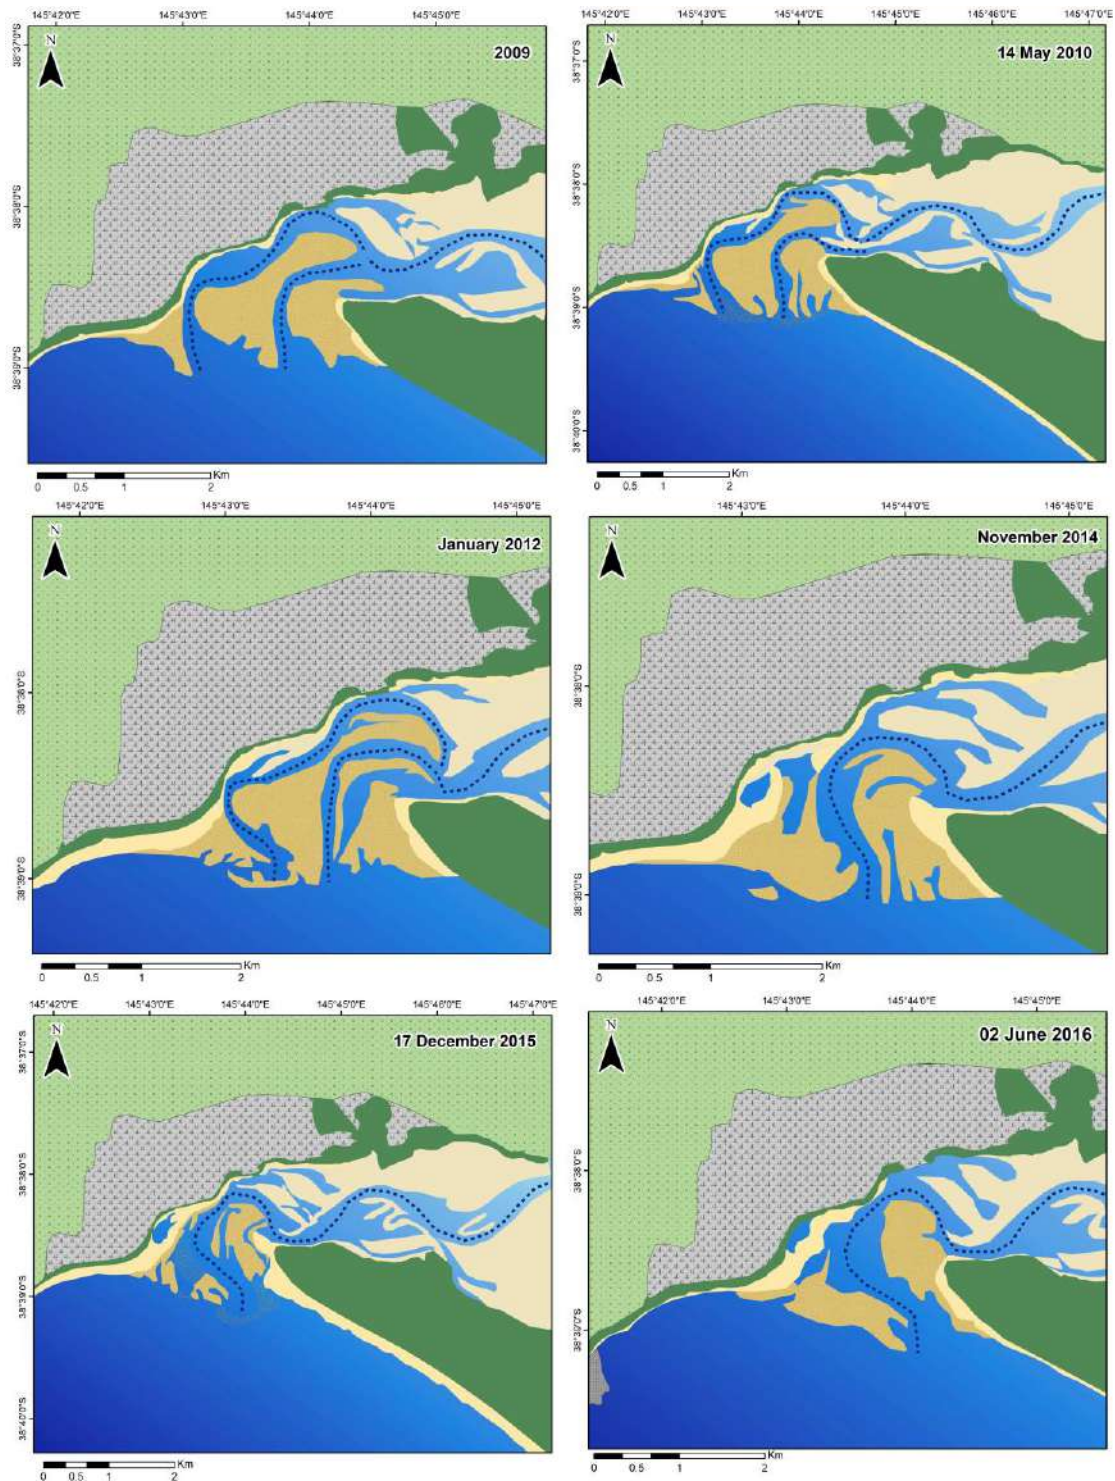 145°42'0"E 145°43'0"E 145°44'0"E 145°45'0"E
38°37'0"S
38°38'0"S
38°39'0"S
N
2009
0 0.5 1 2
Km
145°42'0"E 145°43'0"E 145°44'0"E 145°45'0"E 145°46'0"E 145°47'0"E
38°37'0"S
38°38'0"S
38°39'0"S
38°40'0"S
N
14 May 2010
0 0.5 1 2
Km
145°42'0"E 145°43'0"E 145°44'0"E 145°45'0"E
38°38'0"S
38°39'0"S
N
January 2012
0 0.5 1 2
Km
145°43'0"E 145°44'0"E 145°45'0"E
38°38'0"S
38°39'0"S
N
November 2014
0 0.5 1 2
Km
145°42'0"E 145°43'0"E 145°44'0"E 145°45'0"E 145°46'0"E 145°47'0"E
38°37'0"S
38°38'0"S
38°39'0"S
38°40'0"S
N
17 December 2015
0 0.5 1 2
Km
145°42'0"E 145°43'0"E 145°44'0"E 145°45'0"E
38°38'0"S
N
02 June 2016
0 0.5 1 2
Km